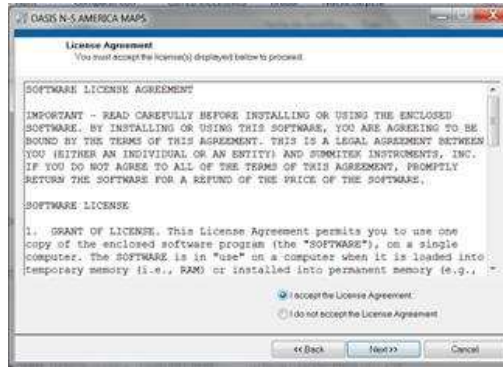 OASIS N-S AMERICA MAPS
License Agreement
You must accept the license(s) displayed below to proceed.
SOFTWARE LICENSE AGREEMENT
IMPORTANT - READ CAREFULLY BEFORE INSTALLING OR USING THE ENCLOSED
SOFTWARE. BY INSTALLING OR USING THIS SOFTWARE, YOU ARE AGREEING TO BE
BOUND BY THE TERMS OF THIS AGREEMENT. THIS IS A LEGAL AGREEMENT BETWEEN
YOU (EITHER AN INDIVIDUAL OR AN ENTITY) AND SUMMITEK INSTRUMENTS, INC.
IF YOU DO NOT AGREE TO ALL OF THE TERMS OF THIS AGREEMENT, PROMPTLY
RETURN THE SOFTWARE FOR A REFUND OF THE PRICE OF THE SOFTWARE.
SOFTWARE LICENSE
1. GRANT OF LICENSE. This License Agreement permits you to use one
copy of the enclosed software program (the "SOFTWARE"), on a single
computer. The SOFTWARE is in "use" on a computer when it is loaded into
temporary memory (i.e., RAM) or installed into permanent memory (e.g.,
I accept the License Agreement
I do not accept the License Agreement
<< Back Next >> Cancel